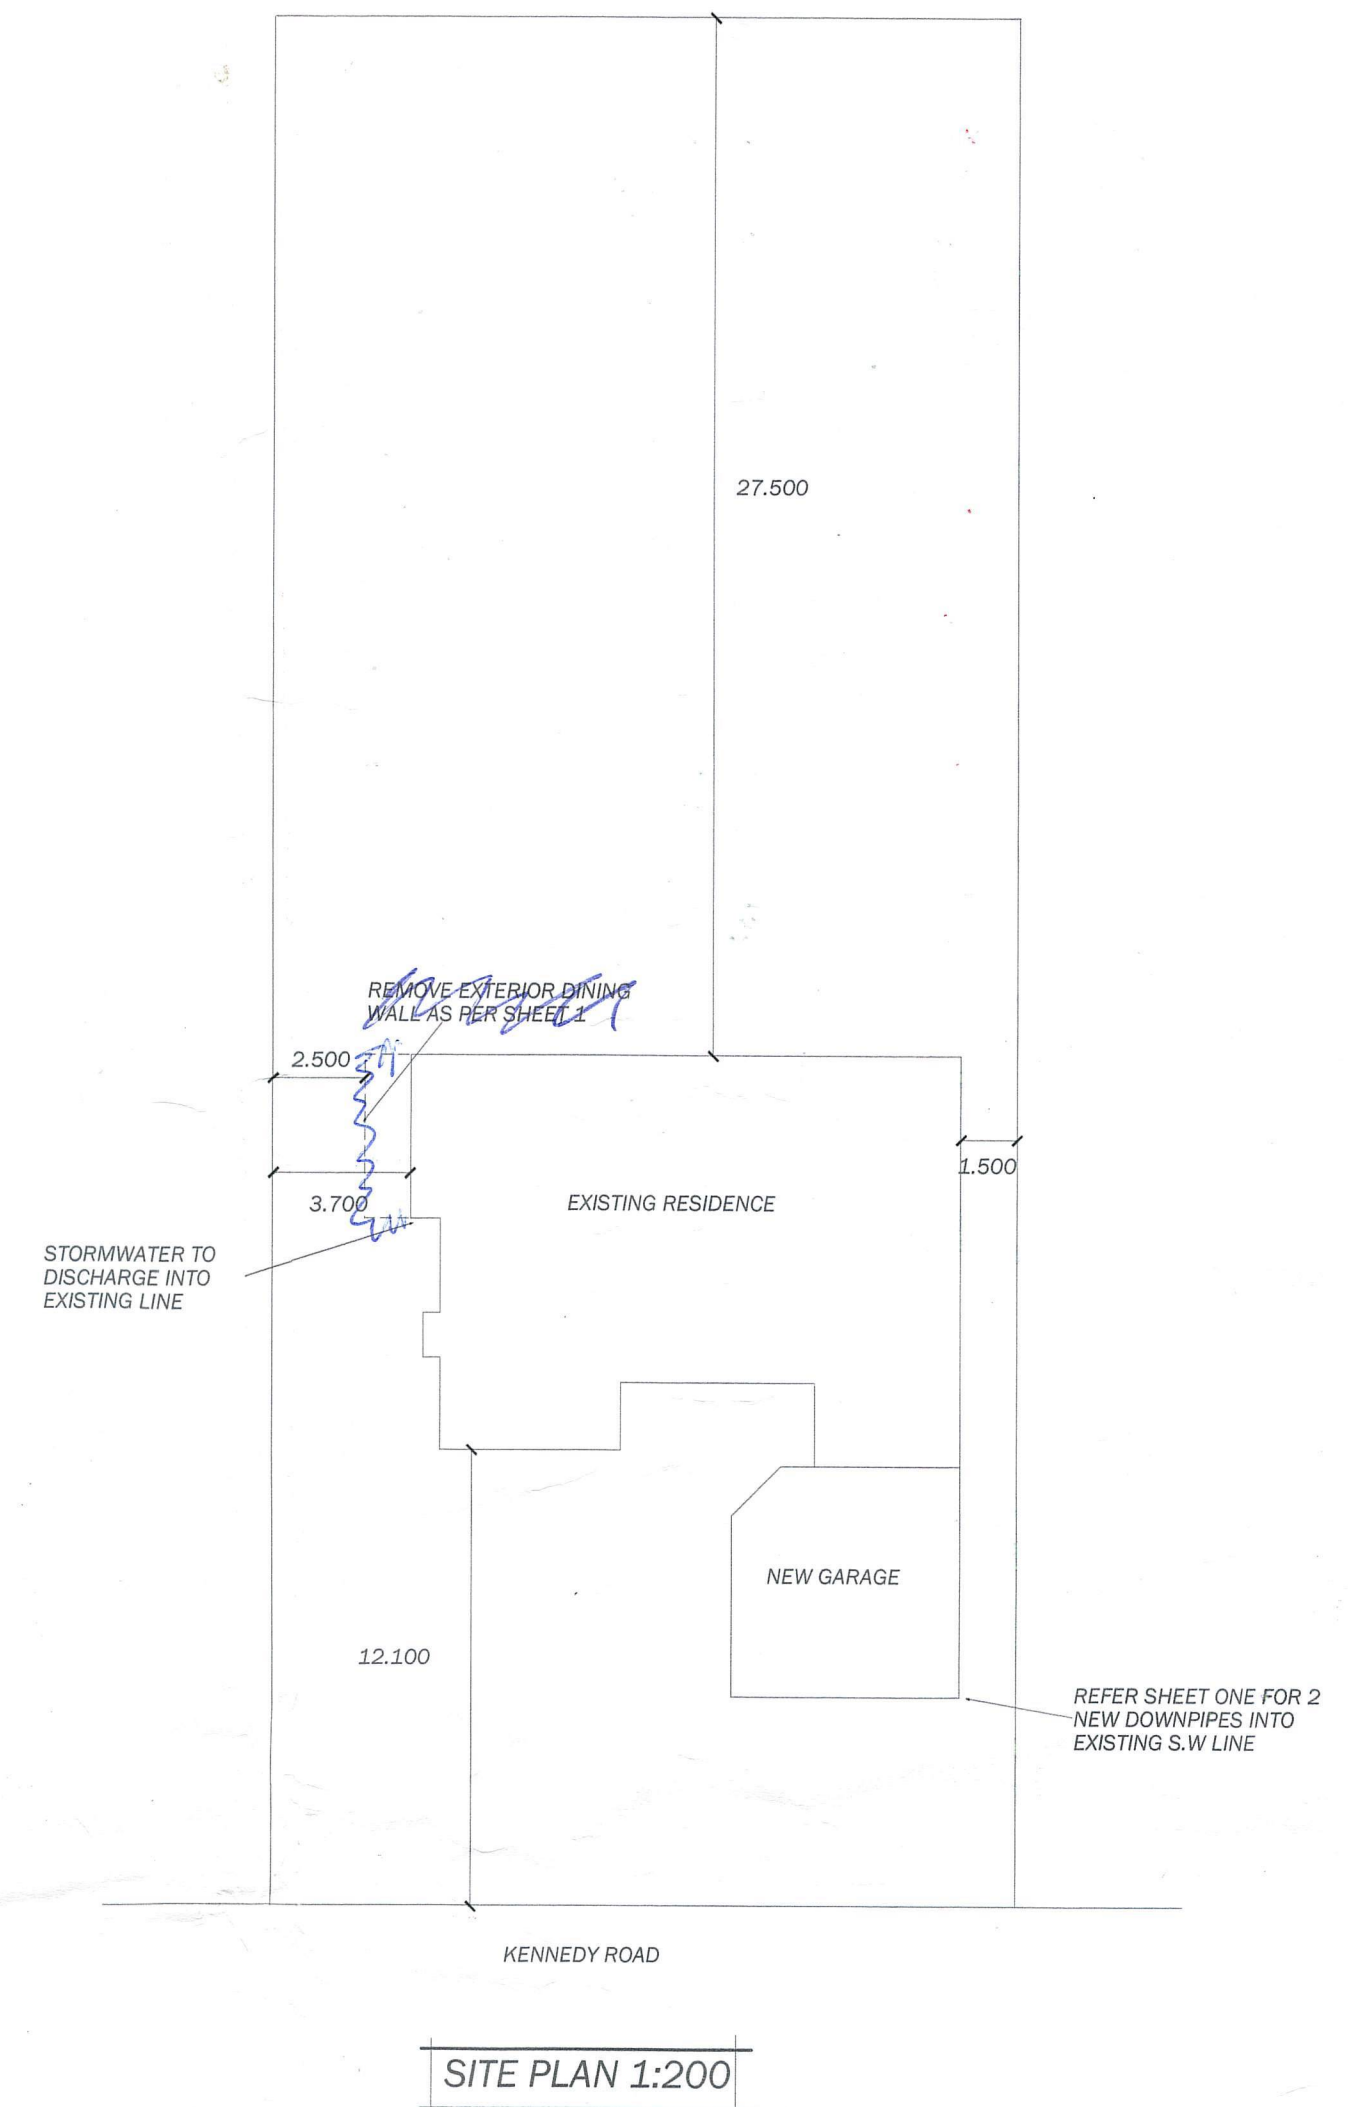 27.500
REMOVE EXTERIOR DINING
WALL AS PER SHEET 1
2.500
1.500
3.700
EXISTING RESIDENCE
STORMWATER TO
DISCHARGE INTO
EXISTING LINE
NEW GARAGE
12.100
REFER SHEET ONE FOR 2
NEW DOWNPIPES INTO
EXISTING S.W LINE
KENNEDY ROAD
SITE PLAN 1:200